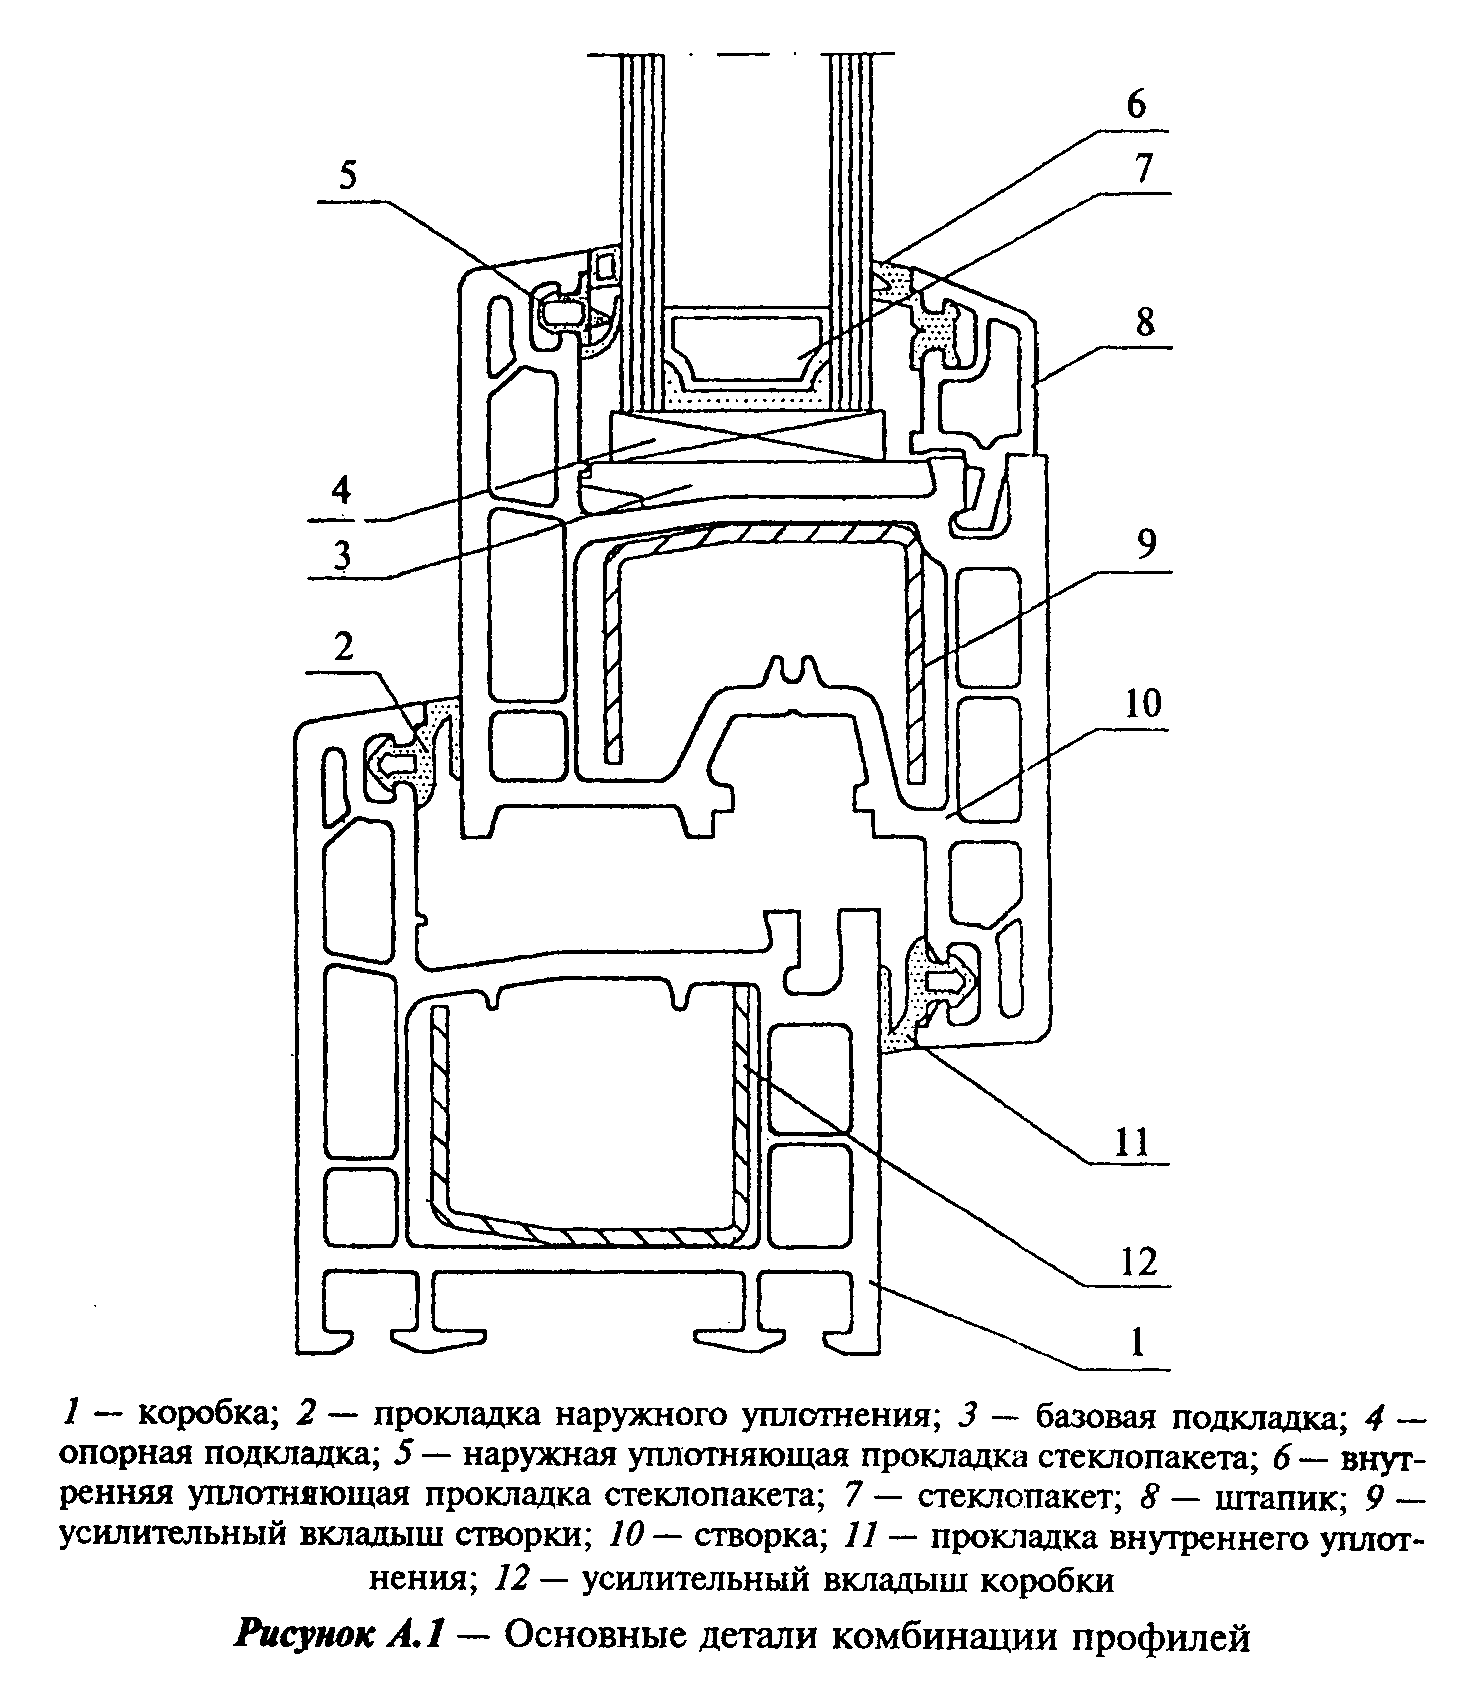 6
7
5
8
4
3
9
2
10
11
12
1
1 — коробка; 2 — прокладка наружного уплотнения; 3 — базовая подкладка; 4 —
опорная подкладка; 5 — наружная уплотняющая прокладка стеклопакета; 6 — внут-
ренняя уплотняющая прокладка стеклопакета; 7 — стеклопакет; 8 — штапик; 9 —
усилительный вкладыш створки; 10 — створка; 11 — прокладка внутреннего уплот-
нения; 12 — усилительный вкладыш коробки
Рисунок А.1 — Основные детали комбинации профилей